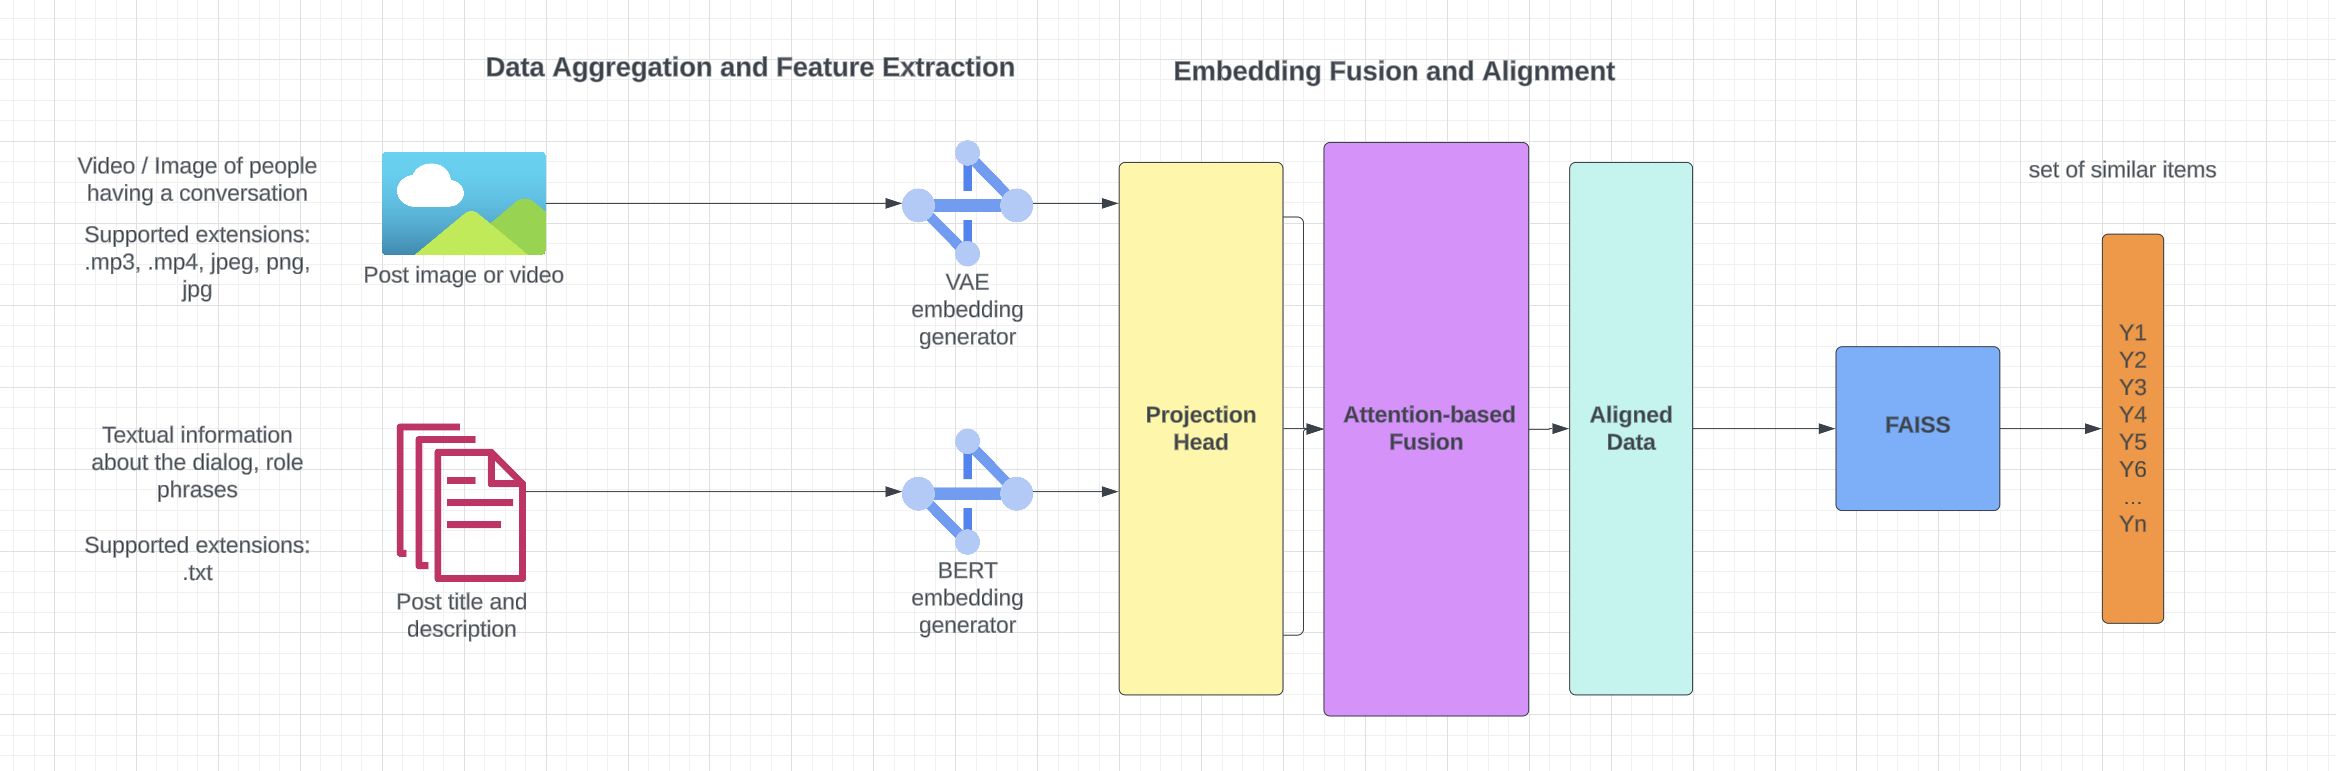 Data Aggregation and Feature Extraction
Embedding Fusion and Alignment
Video / Image of people
having a conversation
Supported extensions:
.mp3, .mp4, jpeg, png,
jpg
Post image or video
VAE
embedding
generator
Textual information
about the dialog, role
phrases
Supported extensions:
.txt
Post title and
description
BERT
embedding
generator
Projection
Head
Attention-based
Fusion
Aligned
Data
FAISS
set of similar items
Y1
Y2
Y3
Y4
Y5
Y6
...
Yn